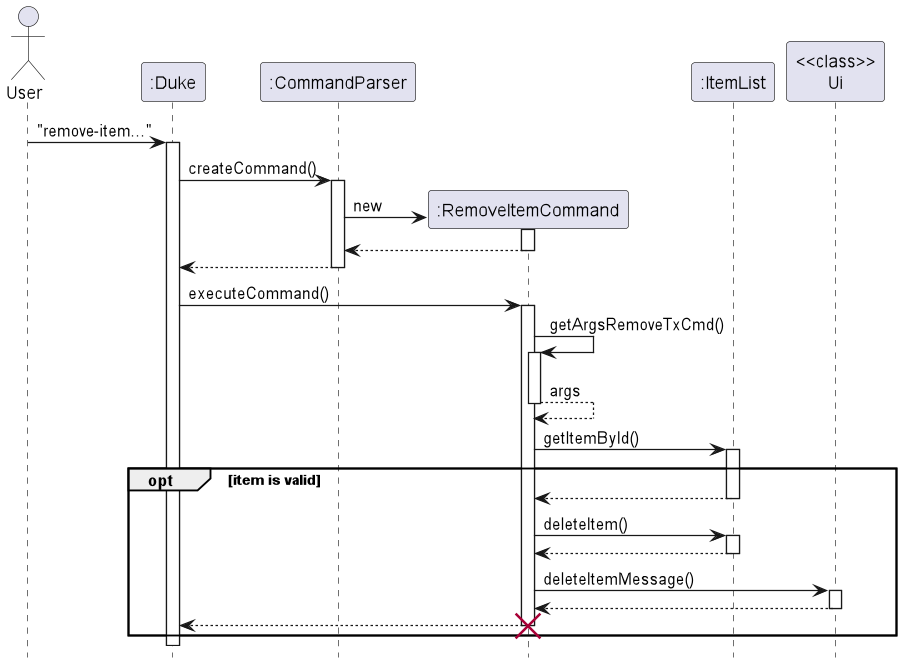 User
:Duke
:CommandParser
:ItemList
<<class>>
Ui
"remove-item..."
createCommand()
new
:RemoveItemCommand
executeCommand()
getArgsRemoveTxCmd()
args
getItemById()
opt [item is valid]
deleteItem()
deleteItemMessage()